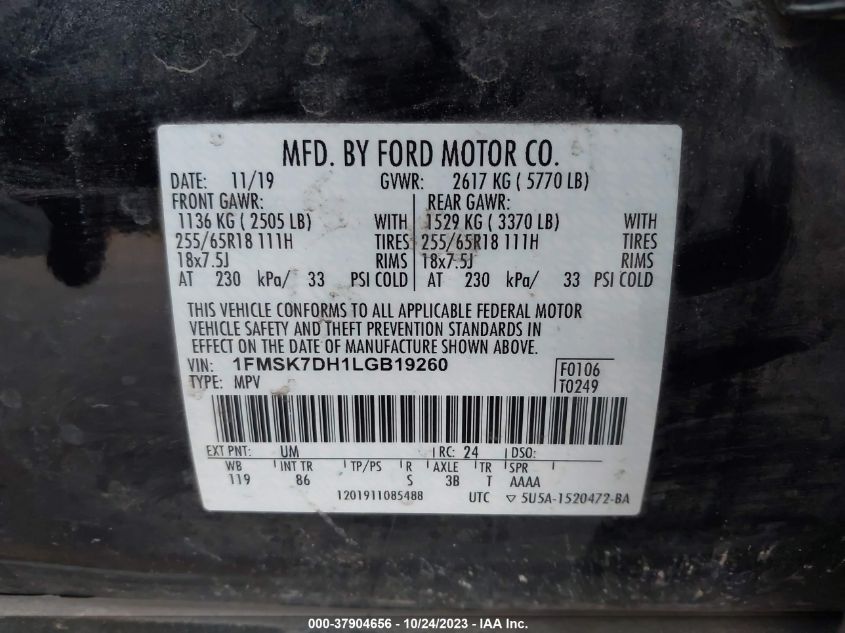 MFD. BY FORD MOTOR CO.
DATE: 11/19 GVWR: 2617 KG ( 5770 LB)
FRONT GAWR: REAR GAWR:
1136 KG ( 2505 LB) WITH 1529 KG ( 3370 LB) WITH
255/65R18 111H TIRES 255/65R18 111H TIRES
18x7.5J RIMS 18x7.5J RIMS
AT 230 kPa/ 33 PSI COLD AT 230 kPa/ 33 PSI COLD
THIS VEHICLE CONFORMS TO ALL APPLICABLE FEDERAL MOTOR
VEHICLE SAFETY AND THEFT PREVENTION STANDARDS IN
EFFECT ON THE DATE OF MANUFACTURE SHOWN ABOVE.
VIN: 1FMSK7DH1LGB19260 F0106
TYPE: MPV T0249
EXT PNT: UM RC: 24 DSO:
WB INT TR TP/PS R AXLE TR SPR
119 86 S 3B T AAAA
1201911085488 UTC ▽ 5U5A-1520472-BA
000-37904656 - 10/24/2023 - IAA Inc.